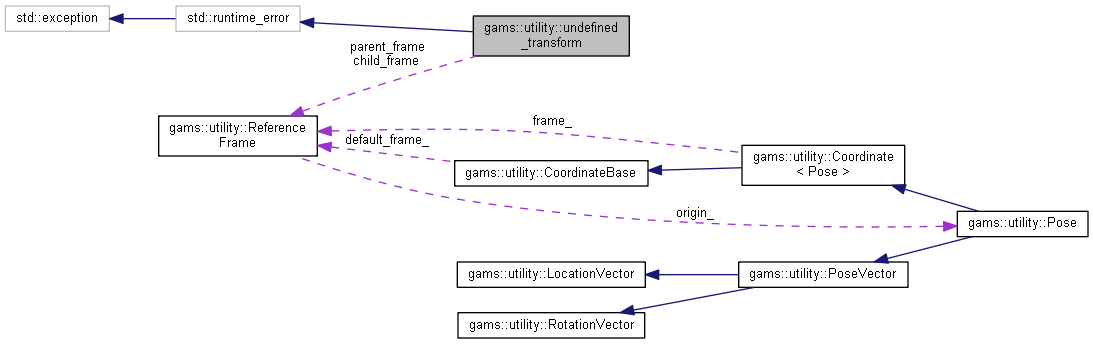 std::exception
std::runtime_error
gams::utility::undefined
_transform
parent_frame
child_frame
gams::utility::Reference
Frame
frame_
default_frame_
gams::utility::CoordinateBase
gams::utility::Coordinate
< Pose >
origin_
gams::utility::Pose
gams::utility::LocationVector
gams::utility::PoseVector
gams::utility::RotationVector